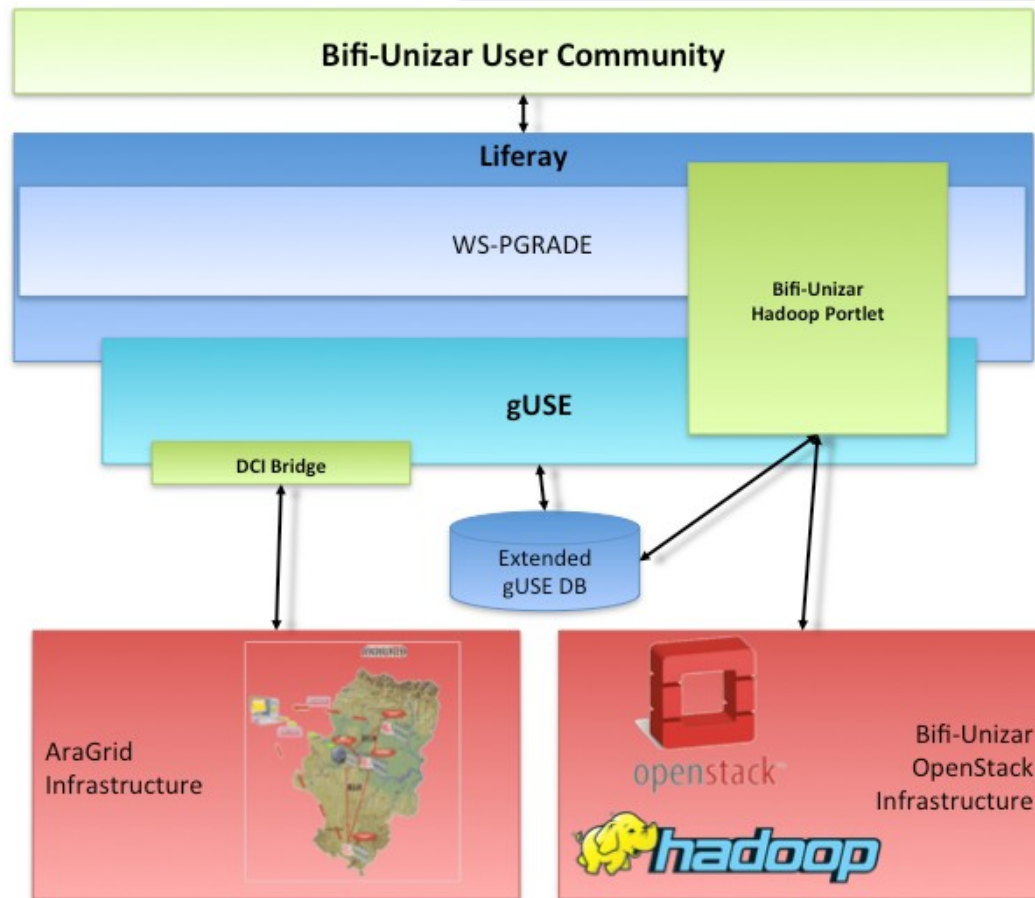 Bifi-Unizar User Community
Liferay
WS-PGRADE
Bifi-Unizar
Hadoop Portlet
gUSE
DCI Bridge
Extended
gUSE DB
AraGrid
Infrastructure
openstack
Bifi-Unizar
OpenStack
Infrastructure
hadoop